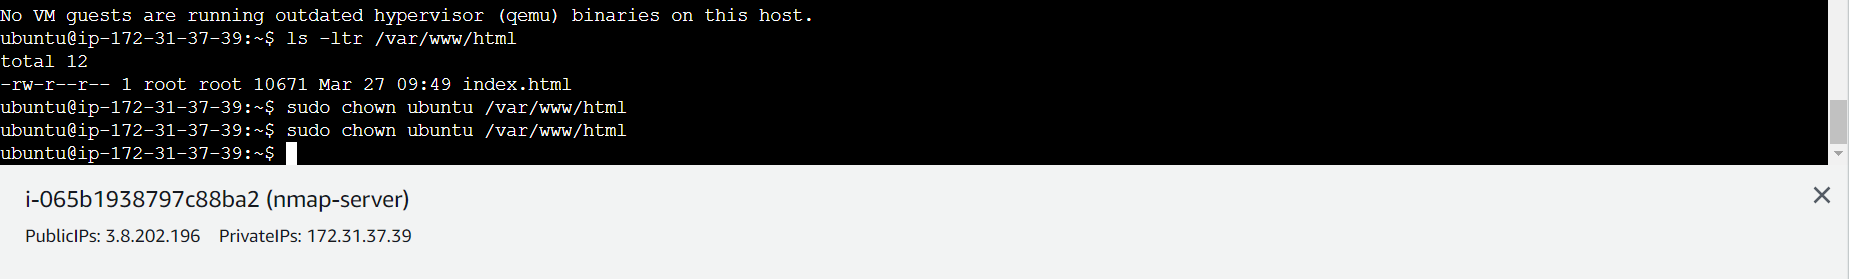 No VM guests are running outdated hypervisor (qemu) binaries on this host.
ubuntu@ip-172-31-37-39:~$ ls -ltr /var/www/html
total 12
-rw-r--r-- 1 root root 10671 Mar 27 09:49 index.html
ubuntu@ip-172-31-37-39:~$ sudo chown ubuntu /var/www/html
ubuntu@ip-172-31-37-39:~$ sudo chown ubuntu /var/www/html
ubuntu@ip-172-31-37-39:~$
i-065b1938797c88ba2 (nmap-server)
PublicIPs: 3.8.202.196 PrivateIPs: 172.31.37.39